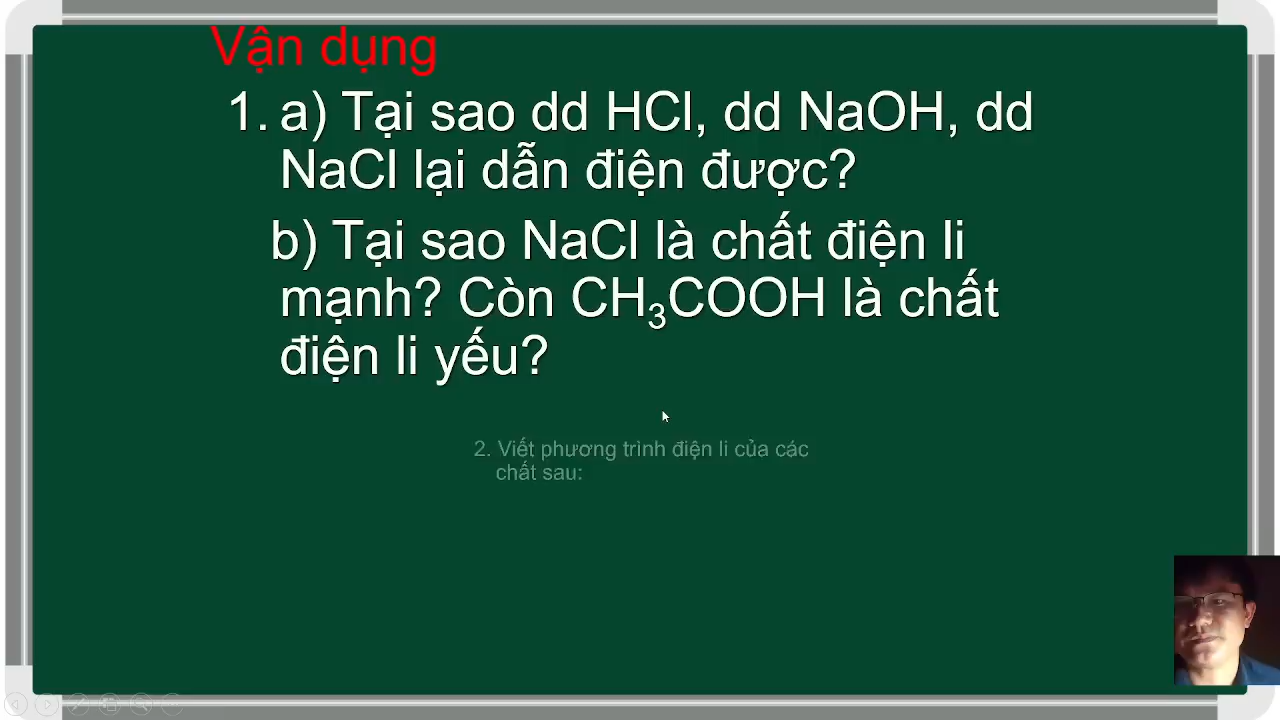 Vận dụng
1. a) Tại sao dd HCl, dd NaOH, dd
NaCl lại dẫn điện được?
b) Tại sao NaCl là chất điện li
mạnh? Còn CH₃COOH là chất
điện li yếu?
2. Viết phương trình điện li của các
chất sau: